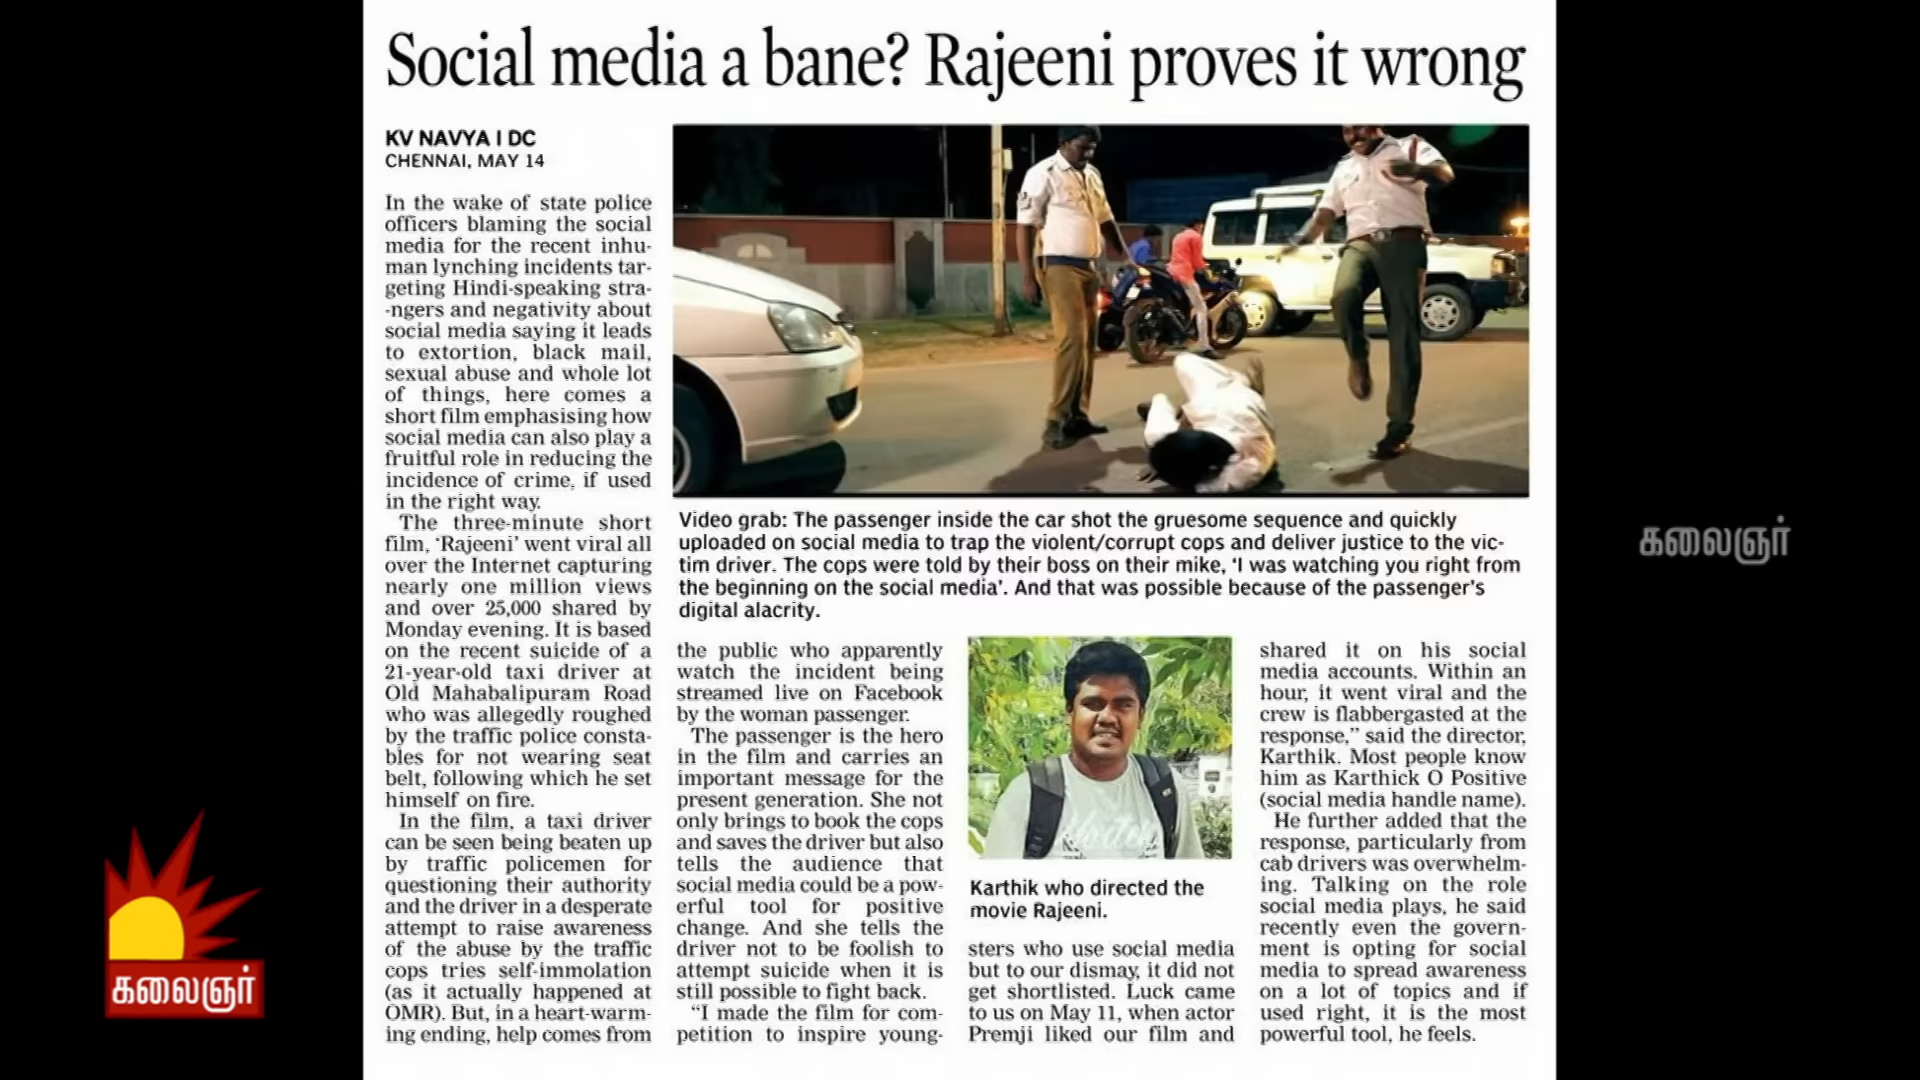 Social media a bane? Rajeeni proves it wrong
KV NAVYA I DC
CHENNAI, MAY 14
In the wake of state police
officers blaming the social
media for the recent inhu-
man lynching incidents tar-
geting Hindi-speaking stra-
-ngers and negativity about
social media saying it leads
to extortion, black mail,
sexual abuse and whole lot
of things, here comes a
short film emphasising how
social media can also play a
fruitful role in reducing the
incidence of crime, if used
in the right way.
The three-minute short
film, ‘Rajeeni’ went viral all
over the Internet capturing
nearly one million views
and over 25,000 shared by
Monday evening. It is based
on the recent suicide of a
21-year-old taxi driver at
Old Mahabalipuram Road
who was allegedly roughed
by the traffic police consta-
bles for not wearing seat
belt, following which he set
himself on fire.
In the film, a taxi driver
can be seen being beaten up
by traffic policemen for
questioning their authority
and the driver in a desperate
attempt to raise awareness
of the abuse by the traffic
cops tries self-immolation
(as it actually happened at
OMR). But, in a heart-warm-
ing ending, help comes from
Video grab: The passenger inside the car shot the gruesome sequence and quickly
uploaded on social media to trap the violent/corrupt cops and deliver justice to the vic-
tim driver. The cops were told by their boss on their mike, ‘I was watching you right from
the beginning on the social media’. And that was possible because of the passenger’s
digital alacrity.
the public who apparently
watch the incident being
streamed live on Facebook
by the woman passenger.
The passenger is the hero
in the film and carries an
important message for the
present generation. She not
only brings to book the cops
and saves the driver but also
tells the audience that
social media could be a pow-
erful tool for positive
change. And she tells the
driver not to be foolish to
attempt suicide when it is
still possible to fight back.
“I made the film for com-
petition to inspire young-
Karthik who directed the
movie Rajeeni.
sters who use social media
but to our dismay, it did not
get shortlisted. Luck came
to us on May 11, when actor
Premji liked our film and
shared it on his social
media accounts. Within an
hour, it went viral and the
crew is flabbergasted at the
response,” said the director,
Karthik. Most people know
him as Karthick O Positive
(social media handle name).
He further added that the
response, particularly from
cab drivers was overwhelm-
ing. Talking on the role
social media plays, he said
recently even the govern-
ment is opting for social
media to spread awareness
on a lot of topics and if
used right, it is the most
powerful tool, he feels.
கலைஞர்
கலைஞர்